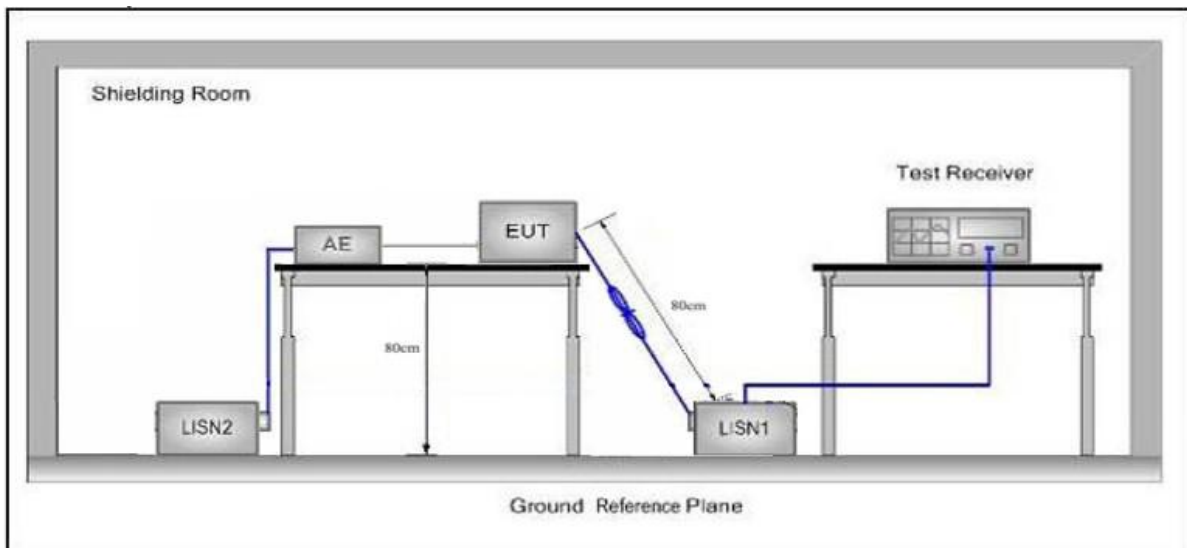 Shielding Room
Test Receiver
AE
EUT
80cm
80cm
LISN2
LISN1
Ground Reference Plane